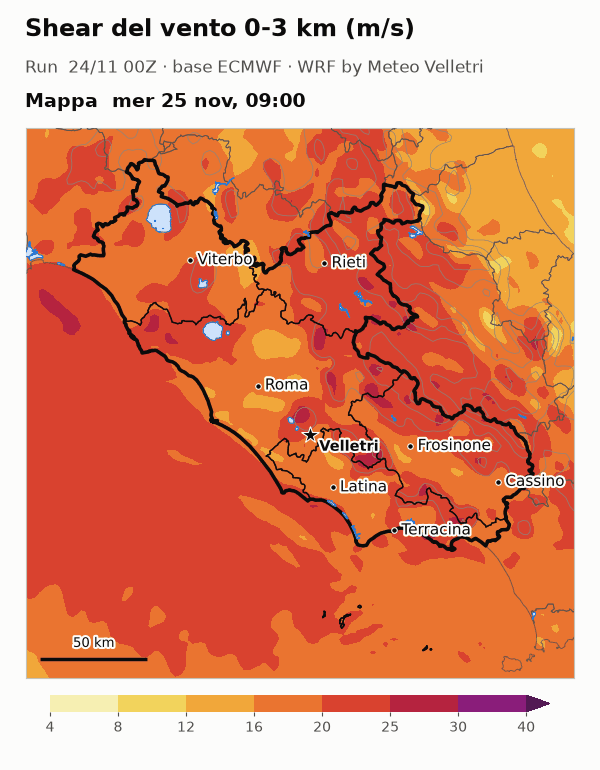 Shear del vento 0-3 km (m/s)
Run  24/11 00Z · base ECMWF · WRF by Meteo Velletri
Mappa  mer 25 nov, 09:00
Viterbo
Rieti
Roma
Velletri
Frosinone
Latina
Cassino
Terracina
50 km
4 8 12 16 20 25 30 40